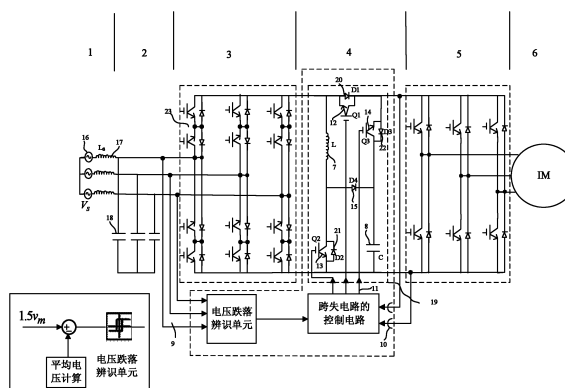 1 2 3 4 5 6
20 D1
23 12 Q1 14
16 17 Ls Q3 D3
22
L
7
D4
15
IM
Vs
18
8
Q2 21
D2 C
13
11
19
1.5vm
电压跌落
辨识单元
跨失电路的
控制电路
9
10
平均电
压计算
电压跌落
辨识单元